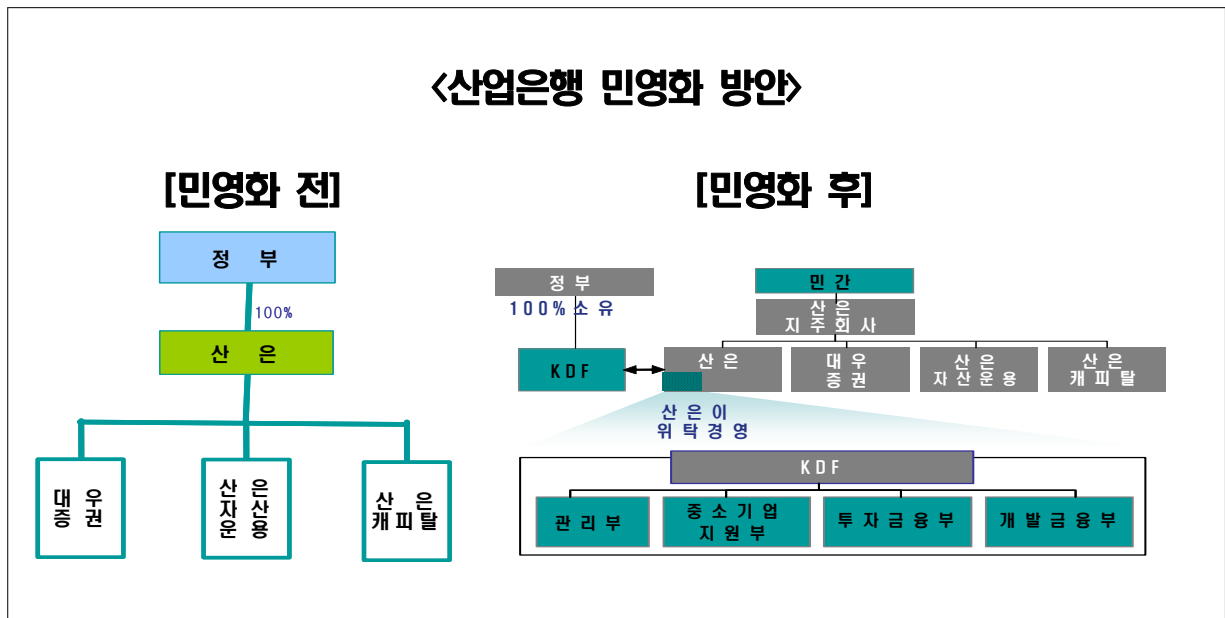 <산업은행 민영화 방안>
[민영화 전]
정 부
100%
산 은
대 우
증 권
산 은
자 산
운 용
산 은
캐 피 탈
[민영화 후]
정 부
100%소유
민 간
산 은
지 주 회 사
KDF
산 은
대 우
증 권
산 은
자 산 운 용
산 은
캐 피 탈
산 은 이
위 탁 경 영
KDF
관 리 부
중 소 기 업
지 원 부
투 자 금 융 부
개 발 금 융 부